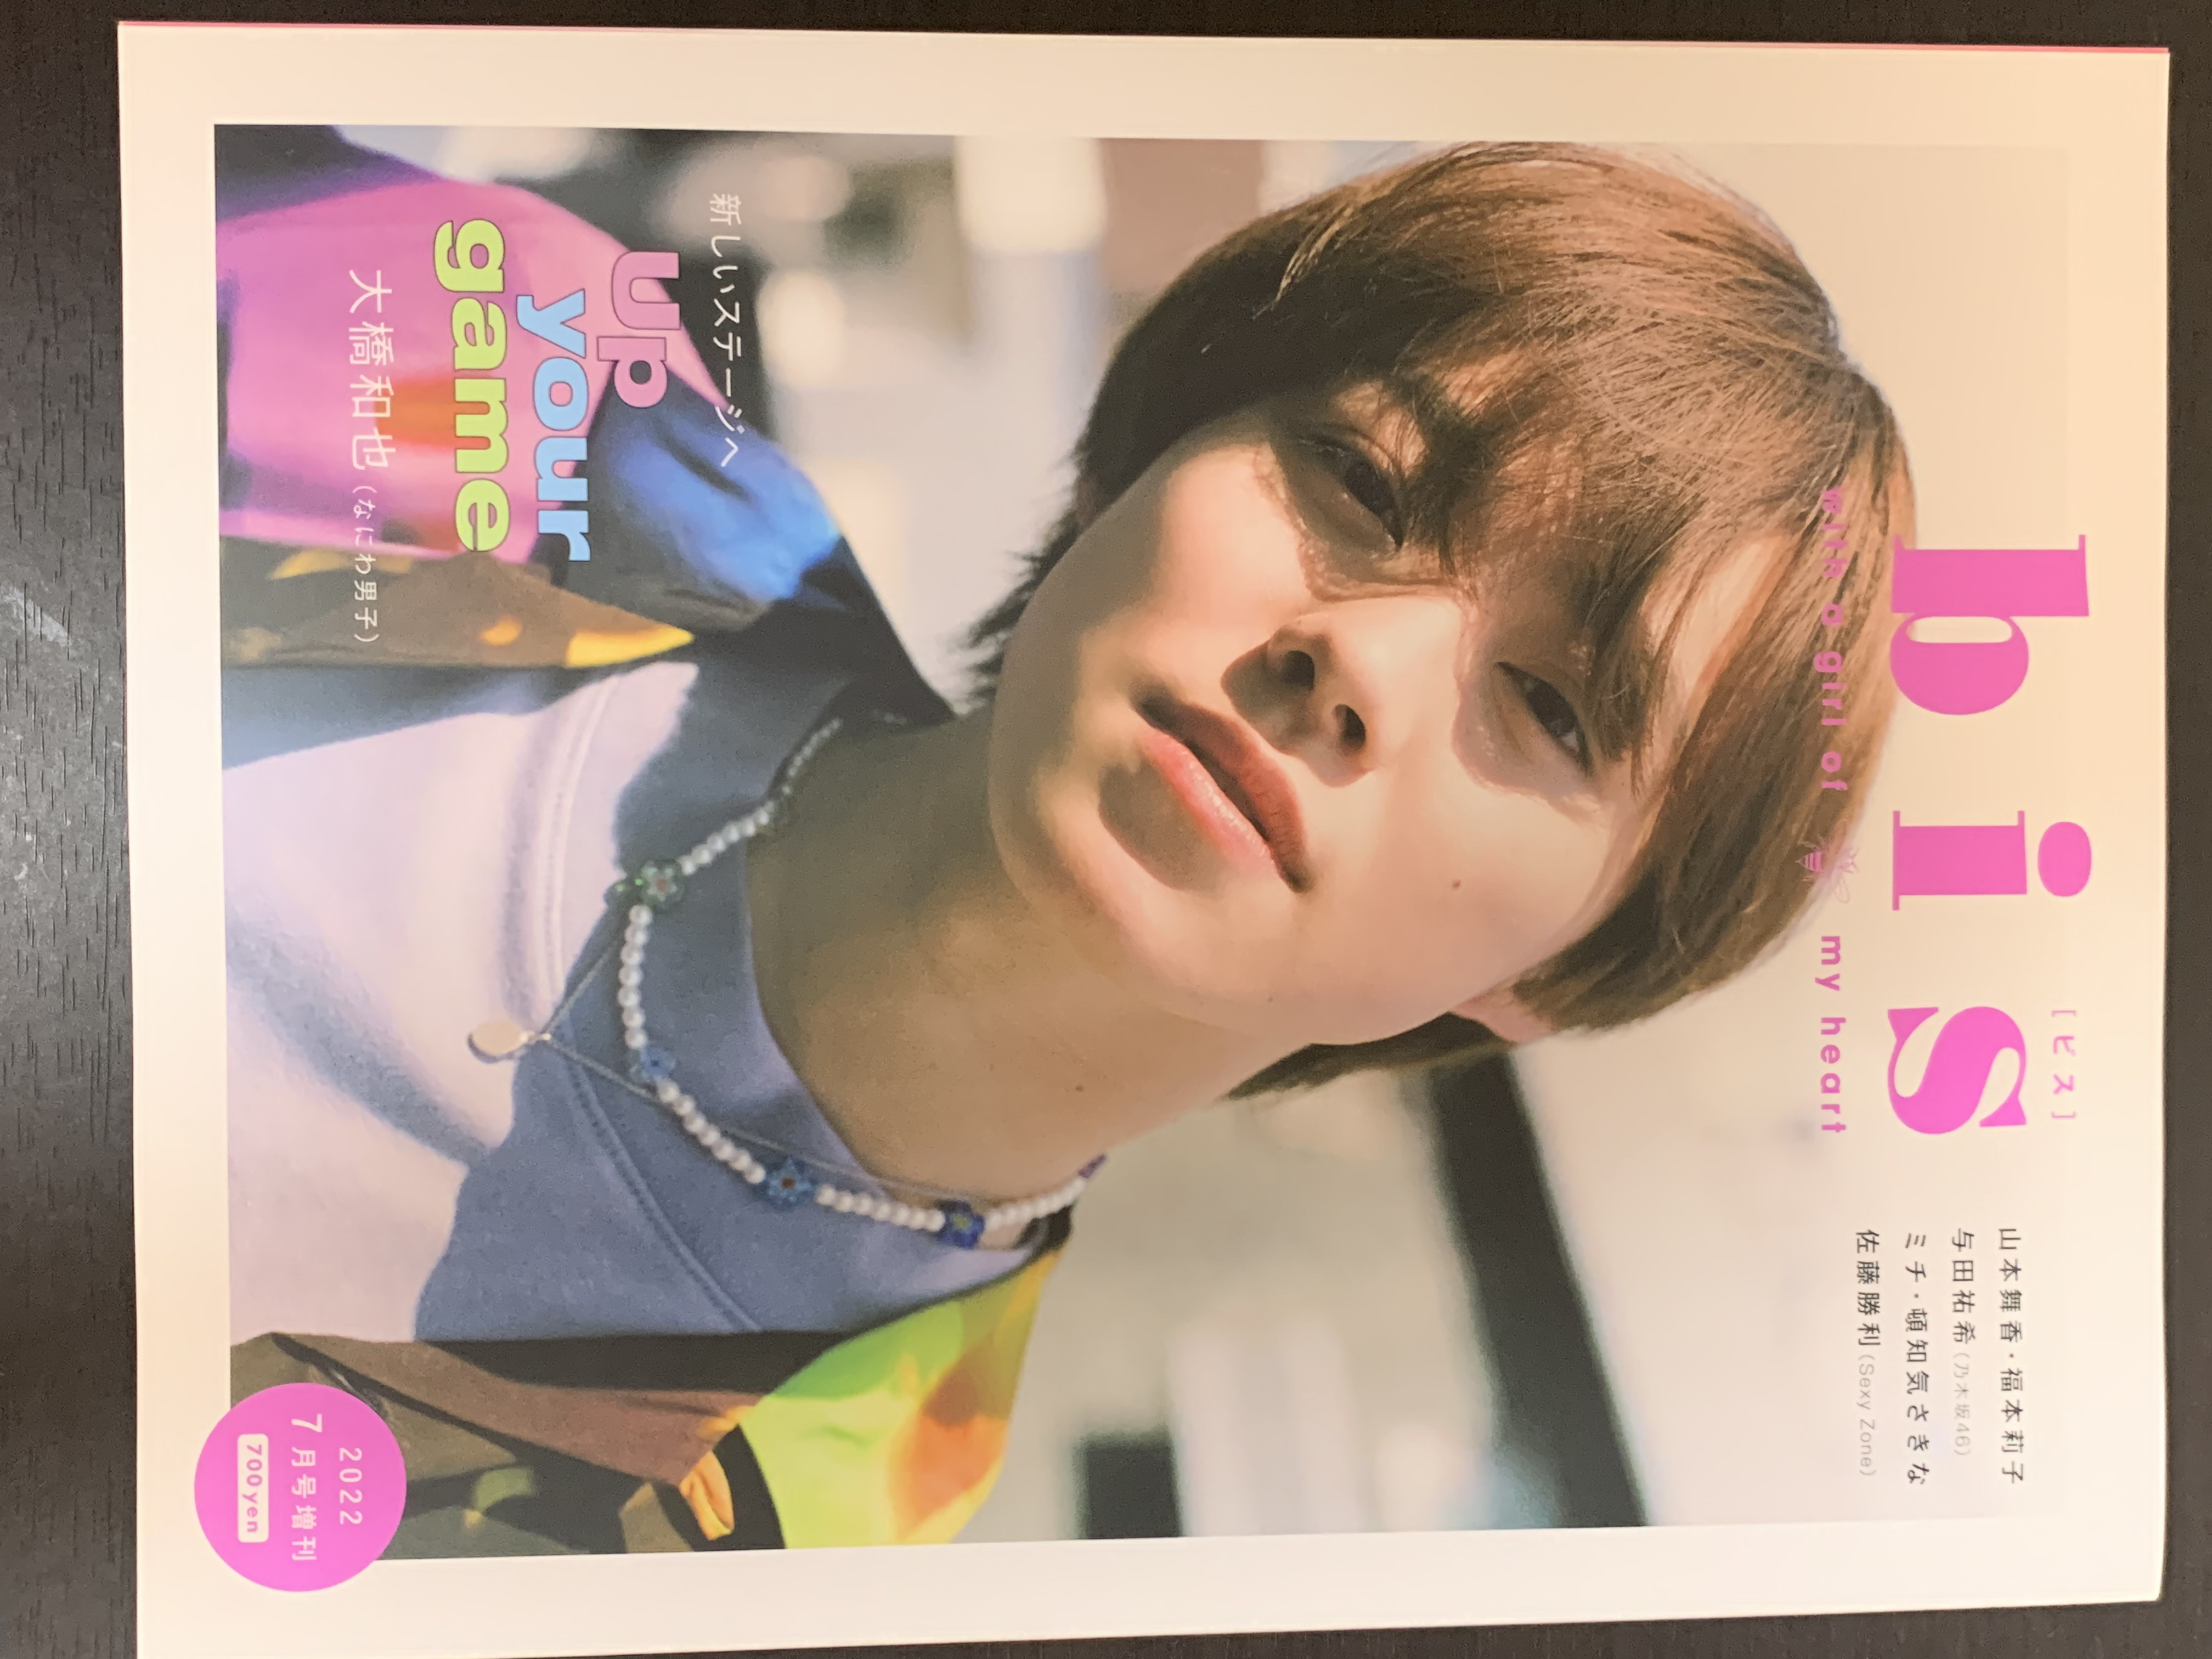 bis
[ビス]
with a girl of my heart
山本舞香・福本莉子
与田祐希(乃木坂46)
ミチ・頓知気さきな
佐藤勝利(Sexy Zone)
新しいステージへ
Up
your
game
大橋和也(なにわ男子)
2022
7月号増刊
700yen